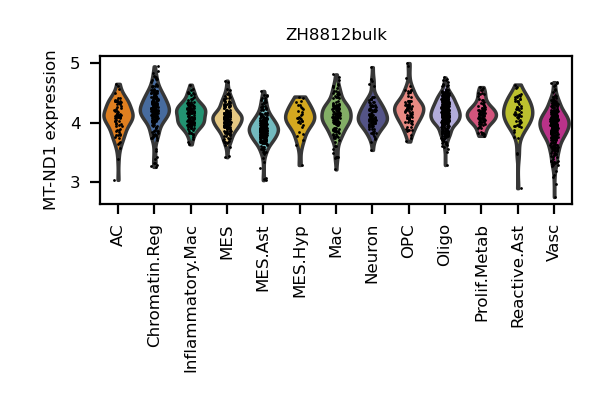 ZH8812bulk
MT-ND1 expression
5
4
3
AC
Chromatin.Reg
Inflammatory.Mac
MES
MES.Ast
MES.Hyp
Mac
Neuron
OPC
Oligo
Prolif.Metab
Reactive.Ast
Vasc